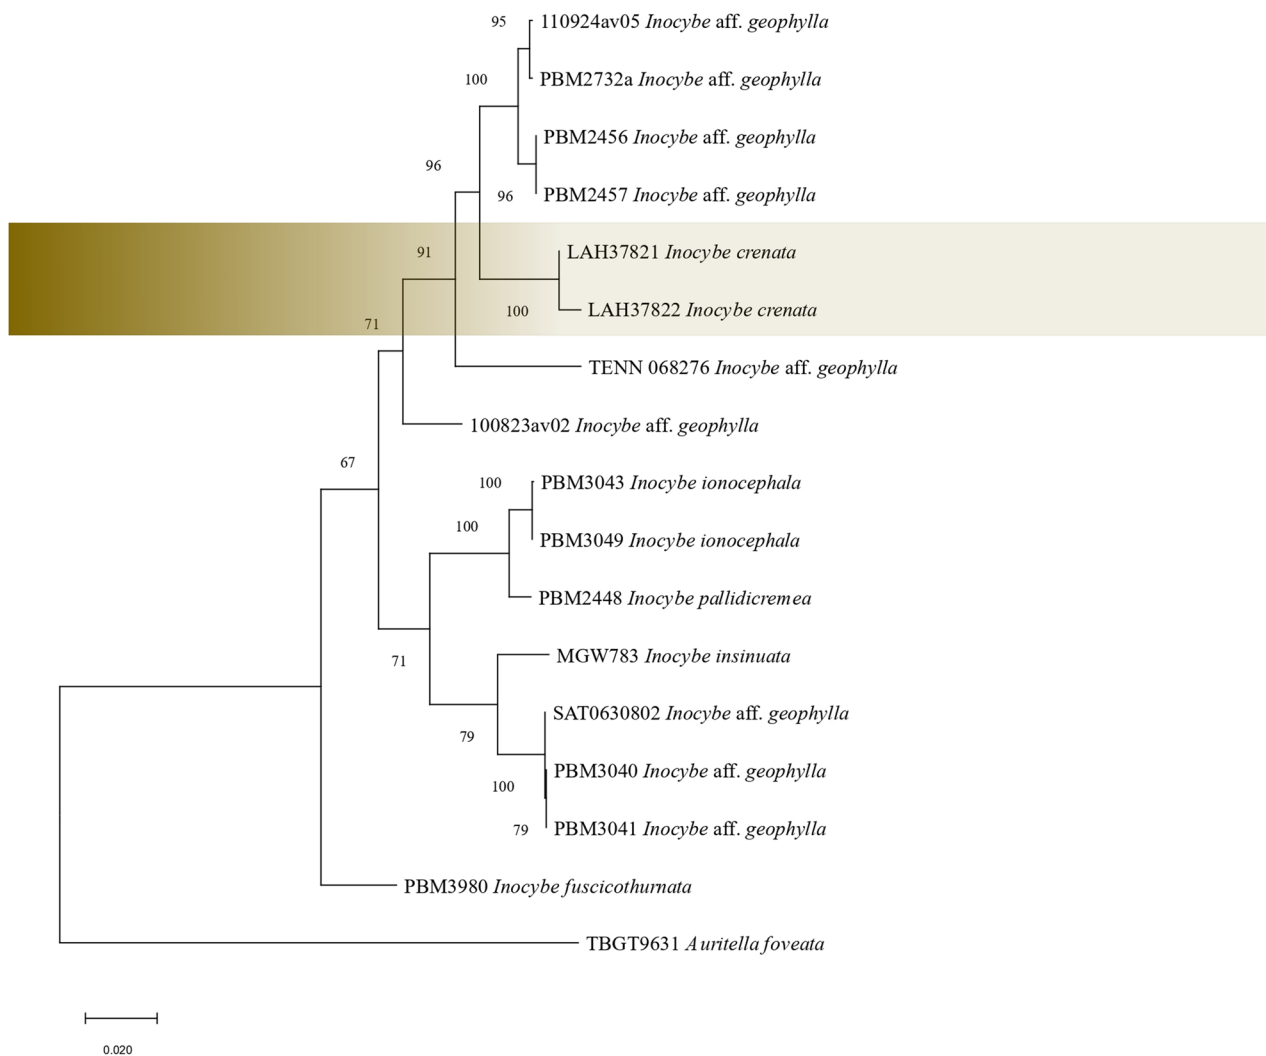 95
110924av05 Inocybe aff. geophylla
100
PBM2732a Inocybe aff. geophylla
PBM2456 Inocybe aff. geophylla
96
96
PBM2457 Inocybe aff. geophylla
91
LAH37821 Inocybe crenata
100
LAH37822 Inocybe crenata
71
TENN 068276 Inocybe aff. geophylla
100823av02 Inocybe aff. geophylla
67
100
PBM3043 Inocybe ionocephala
100
PBM3049 Inocybe ionocephala
PBM2448 Inocybe pallidicremea
71
MGW783 Inocybe insinuata
SAT0630802 Inocybe aff. geophylla
79
PBM3040 Inocybe aff. geophylla
100
79
PBM3041 Inocybe aff. geophylla
PBM3980 Inocybe fuscicothurnata
TBGT9631 Auritella foveata
0.020